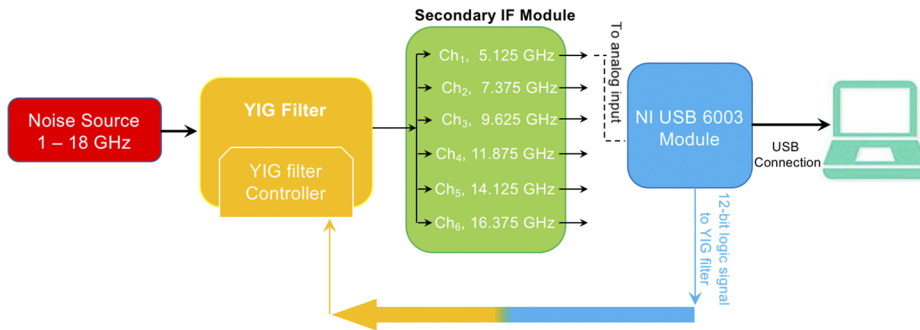 Secondary IF Module
Noise Source
1 – 18 GHz
YIG Filter
YIG filter
Controller
Ch1, 5.125 GHz
Ch2, 7.375 GHz
Ch3, 9.625 GHz
Ch4, 11.875 GHz
Ch5, 14.125 GHz
Ch6, 16.375 GHz
To analog
input
NI USB 6003
Module
USB
Connection
12-bit logic signal
to YIG filter